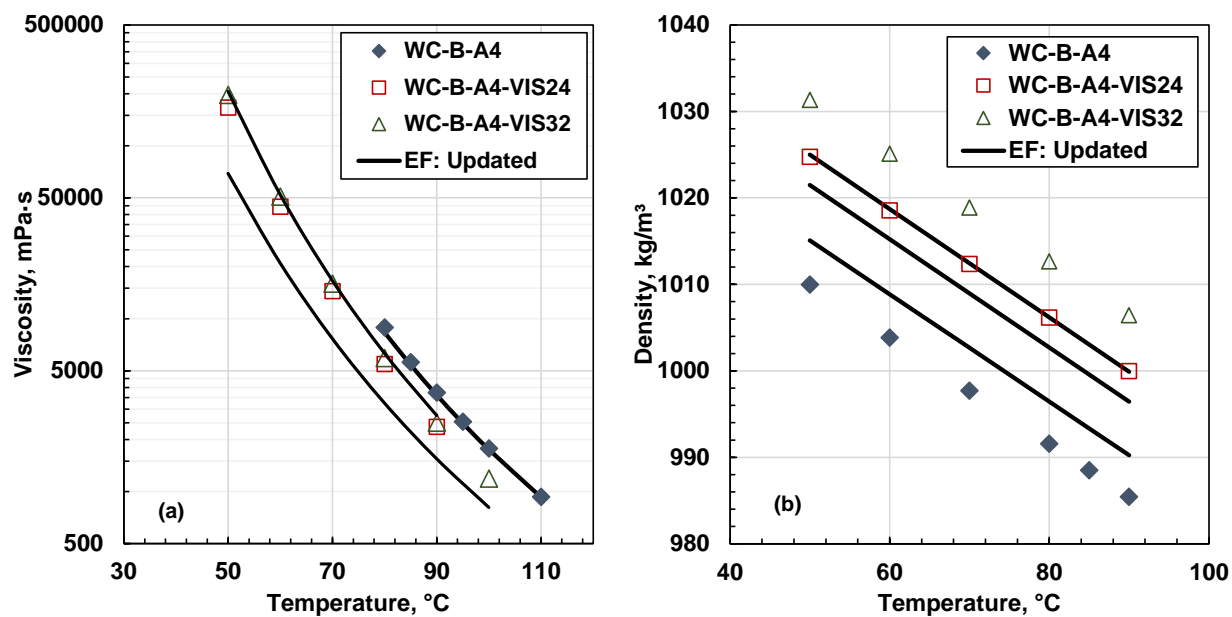 500000
50000
5000
500
Viscosity, mPa·s
30 50 70 90 110
Temperature, °C
WC-B-A4
WC-B-A4-VIS24
WC-B-A4-VIS32
EF: Updated
(a)
1040
1030
1020
1010
1000
990
980
Density, kg/m³
40 60 80 100
Temperature, °C
WC-B-A4
WC-B-A4-VIS24
WC-B-A4-VIS32
EF: Updated
(b)